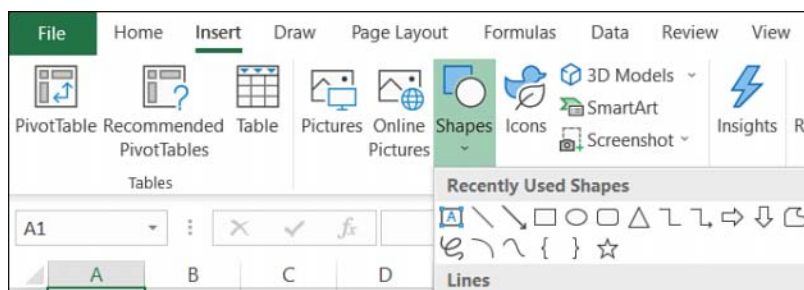 File Home Insert Draw Page Layout Formulas Data Review View
PivotTable Recommended PivotTables Table Pictures Online Pictures Shapes Icons 3D Models SmartArt Screenshot Insights R
Tables
Recently Used Shapes
A
A1 fx
A B C D
Lines